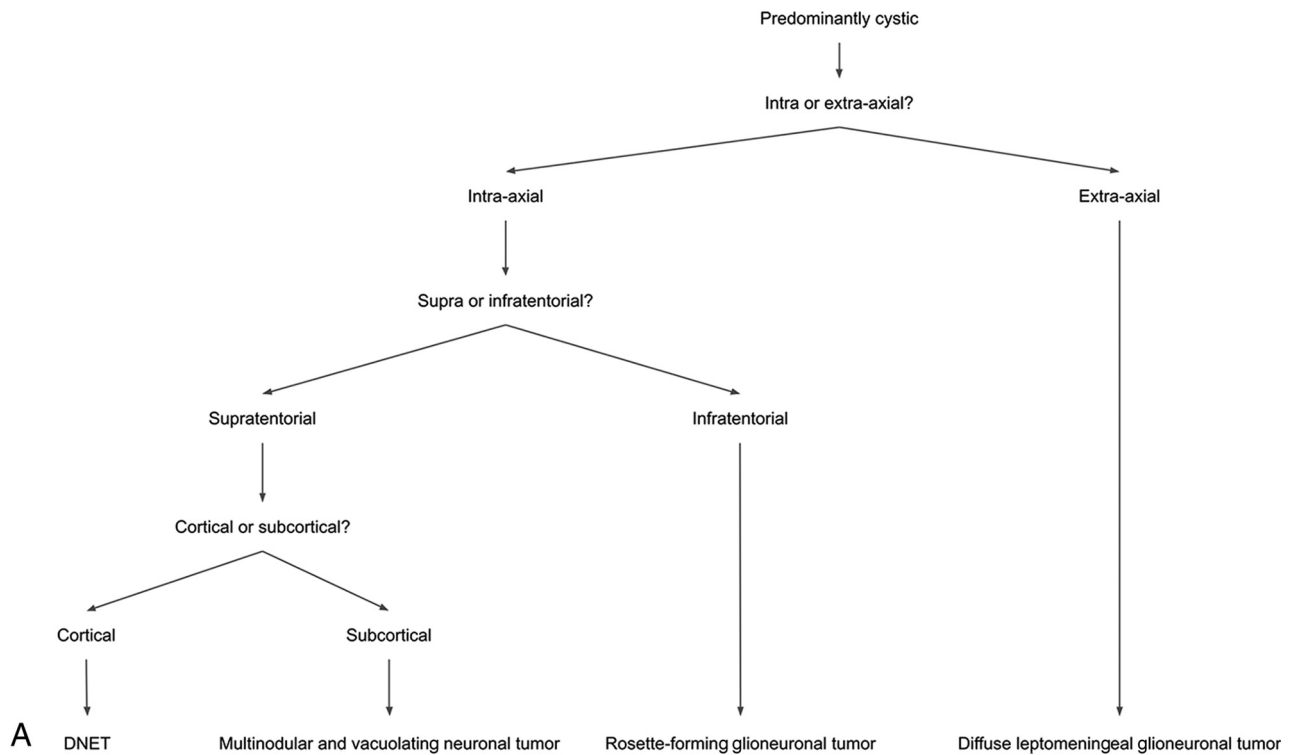 Predominantly cystic
Intra or extra-axial?
Intra-axial
Extra-axial
Supra or infratentorial?
Supratentorial
Infratentorial
Cortical or subcortical?
Cortical
Subcortical
A
DNET
Multinodular and vacuolating neuronal tumor
Rosette-forming glioneuronal tumor
Diffuse leptomeningeal glioneuronal tumor